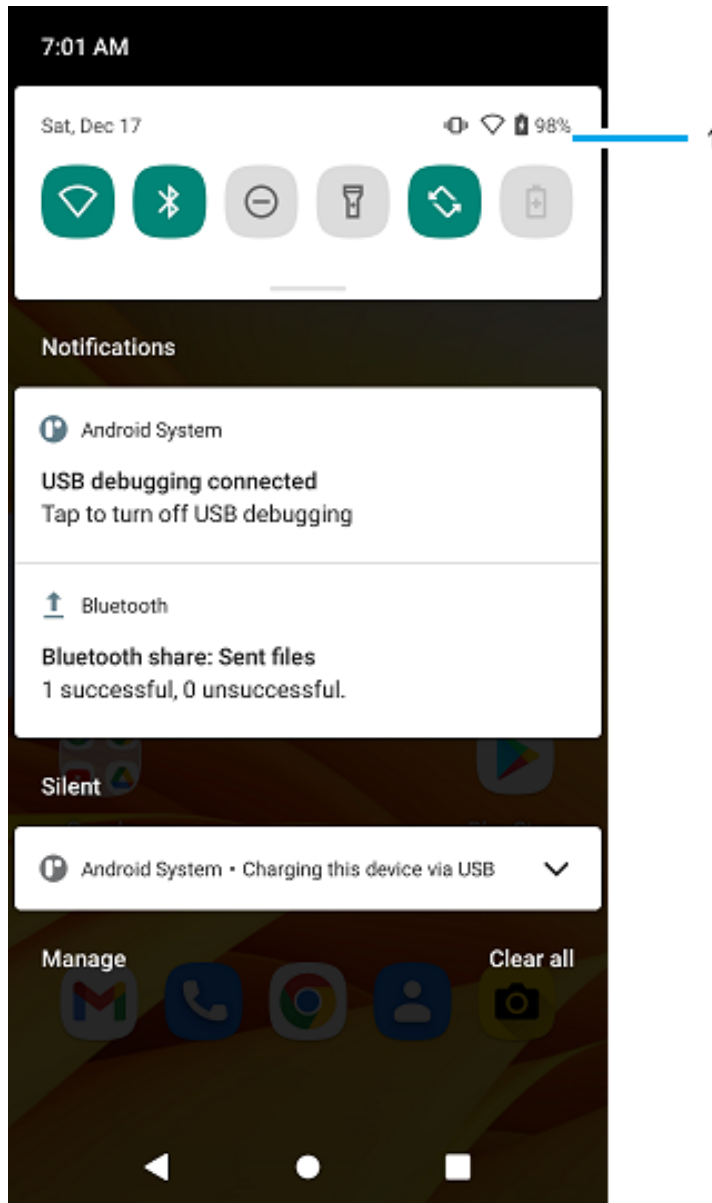 7:01 AM
Sat, Dec 17 98%
Notifications
Android System
USB debugging connected
Tap to turn off USB debugging
Bluetooth
Bluetooth share: Sent files
1 successful, 0 unsuccessful.
Silent
Android System • Charging this device via USB
Manage Clear all